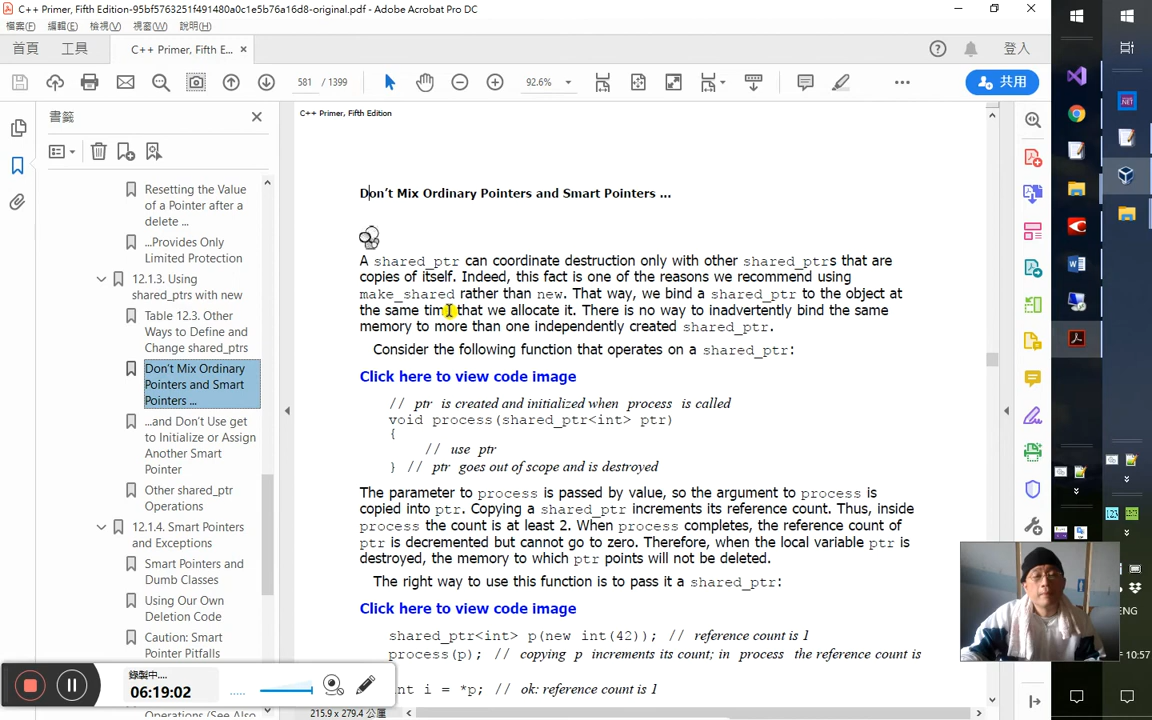 C++ Primer, Fifth Edition-95bf5763251f491480a0c1e5b76a16d8-original.pdf - Adobe Acrobat Pro DC
檔案(F) 編輯(E) 檢視(V) 視窗(W) 說明(H)
首頁 工具 C++ Primer, Fifth E... × 登入
581 / 1399 92.6% 共用
書籤
Resetting the Value
of a Pointer after a
delete ...
...Provides Only
Limited Protection
12.1.3. Using
shared_ptrs with new
Table 12.3. Other
Ways to Define and
Change shared_ptrs
Don't Mix Ordinary
Pointers and Smart
Pointers ...
...and Don't Use get
to Initialize or Assign
Another Smart
Pointer
Other shared_ptr
Operations
12.1.4. Smart Pointers
and Exceptions
Smart Pointers and
Dumb Classes
Using Our Own
Deletion Code
Caution: Smart
Pointer Pitfalls
Operations (See Also
C++ Primer, Fifth Edition
Don't Mix Ordinary Pointers and Smart Pointers ...
A shared_ptr can coordinate destruction only with other shared_ptrs that are
copies of itself. Indeed, this fact is one of the reasons we recommend using
make_shared rather than new. That way, we bind a shared_ptr to the object at
the same time that we allocate it. There is no way to inadvertently bind the same
memory to more than one independently created shared_ptr.
Consider the following function that operates on a shared_ptr:
Click here to view code image
// ptr is created and initialized when process is called
void process(shared_ptr<int> ptr)
{
// use ptr
} // ptr goes out of scope and is destroyed
The parameter to process is passed by value, so the argument to process is
copied into ptr. Copying a shared_ptr increments its reference count. Thus, inside
process the count is at least 2. When process completes, the reference count of
ptr is decremented but cannot go to zero. Therefore, when the local variable ptr is
destroyed, the memory to which ptr points will not be deleted.
The right way to use this function is to pass it a shared_ptr:
Click here to view code image
shared_ptr<int> p(new int(42)); // reference count is 1
process(p); // copying p increments its count; in process the reference count is
int i = *p; // ok: reference count is 1
215.9 x 279.4 公厘
錄製中....
06:19:02
.NET
123
ENG
10:57